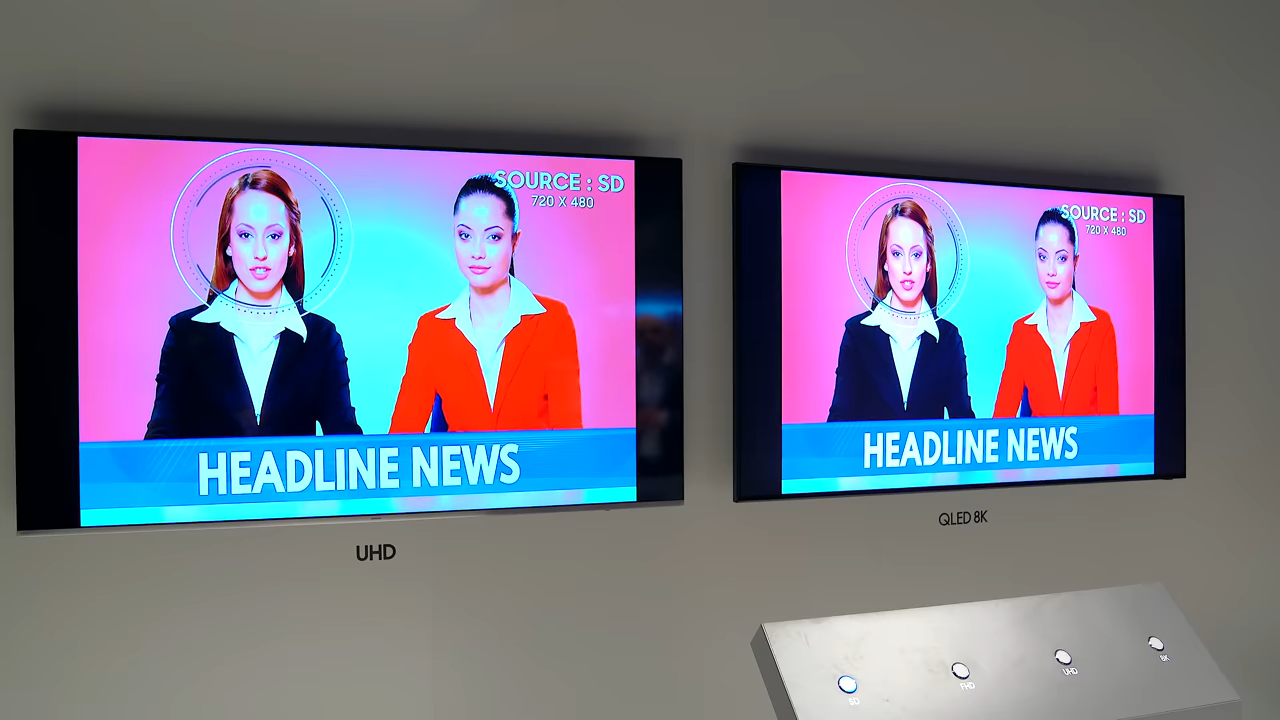 SOURCE : SD
720 X 480
HEADLINE NEWS
UHD
SOURCE : SD
720 X 480
HEADLINE NEWS
QLED 8K
SD
FHD
UHD
8K